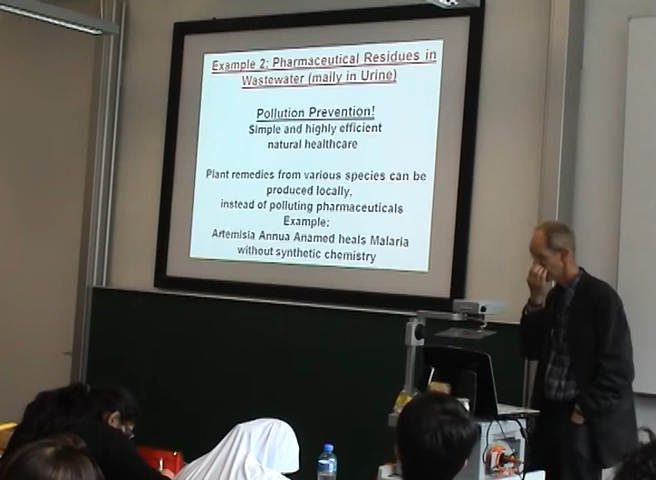 Example 2: Pharmaceutical Residues in
Wastewater (maily in Urine)
Pollution Prevention!
Simple and highly efficient
natural healthcare
Plant remedies from various species can be
produced locally,
instead of polluting pharmaceuticals
Example:
Artemisia Annua Anamed heals Malaria
without synthetic chemistry